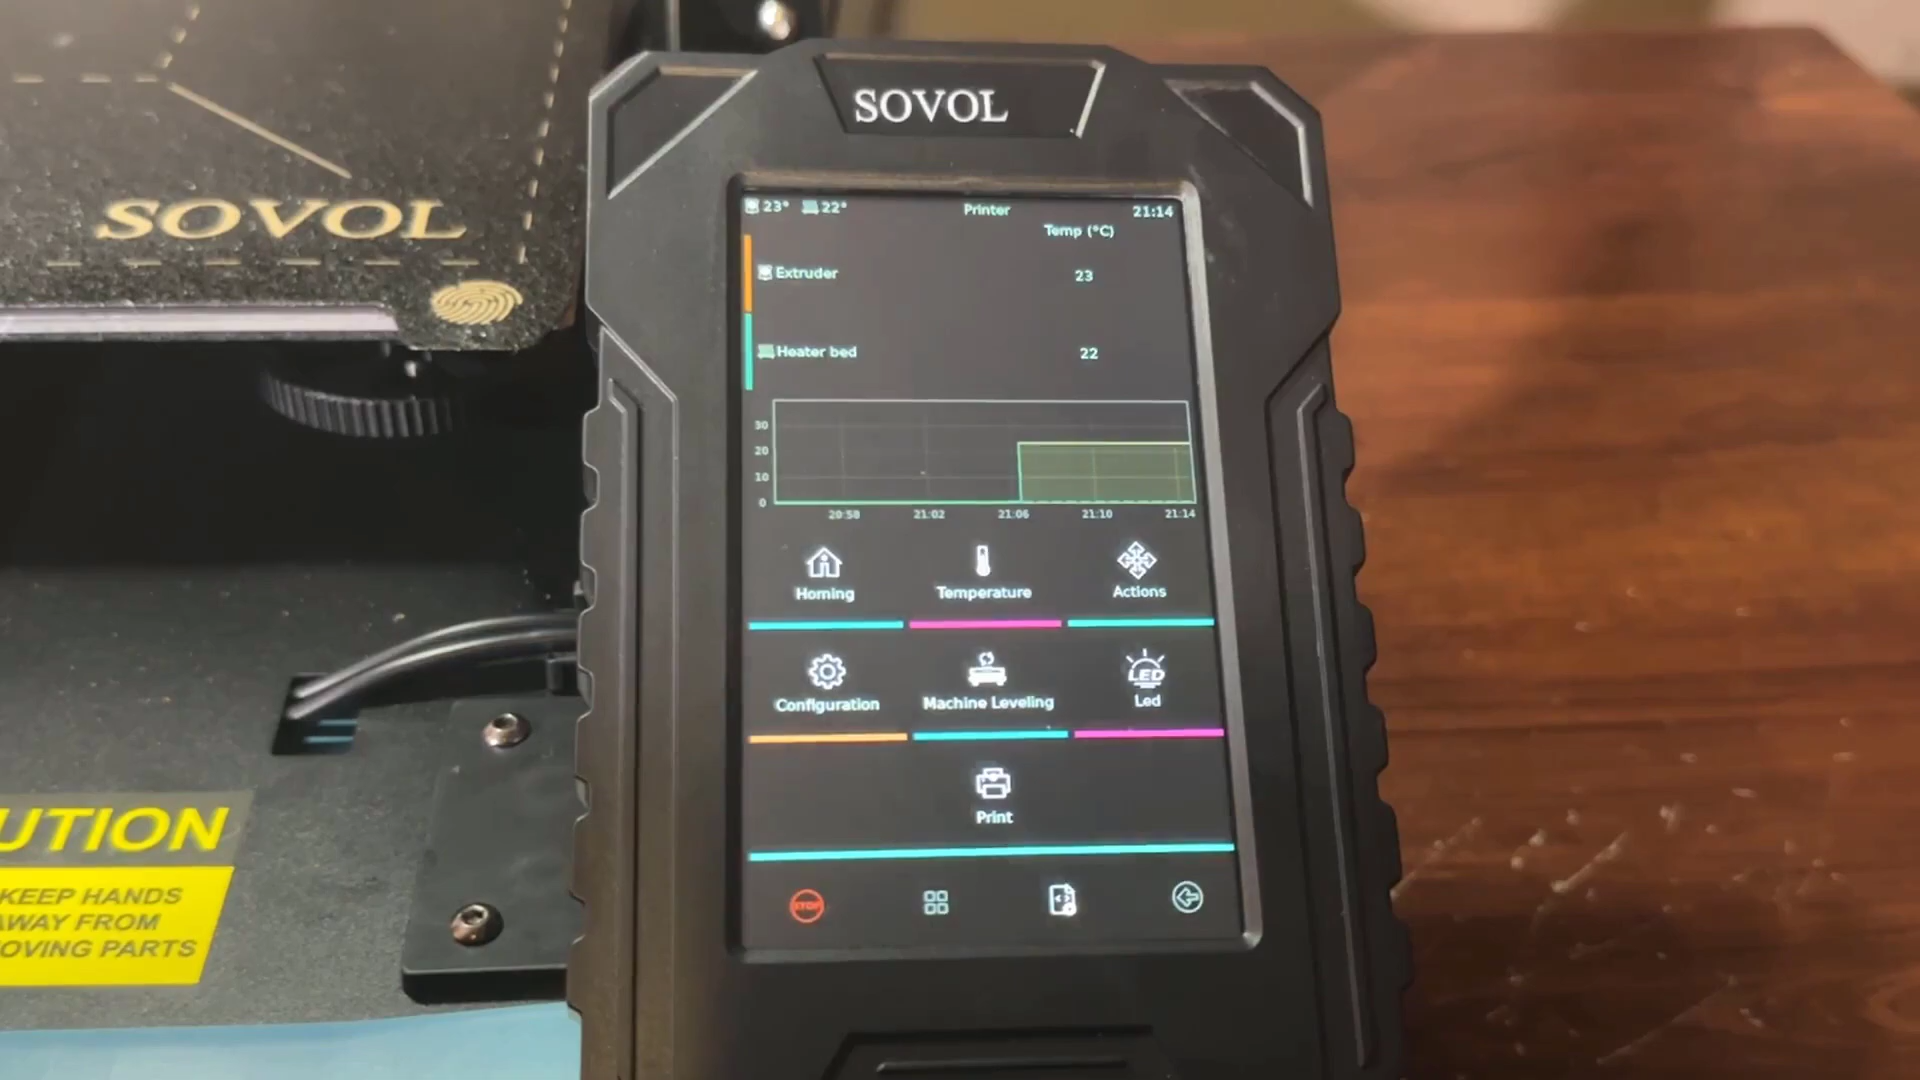 SOVOL
SOVOL
23° 22° Printer 21:14
Temp (°C)
Extruder 23
Heater bed 22
30
20
10
0
20:58 21:02 21:06 21:10 21:14
Homing Temperature Actions
LED
Configuration Machine Leveling Led
Print
STOP
UTION
KEEP HANDS
AWAY FROM
OVING PARTS